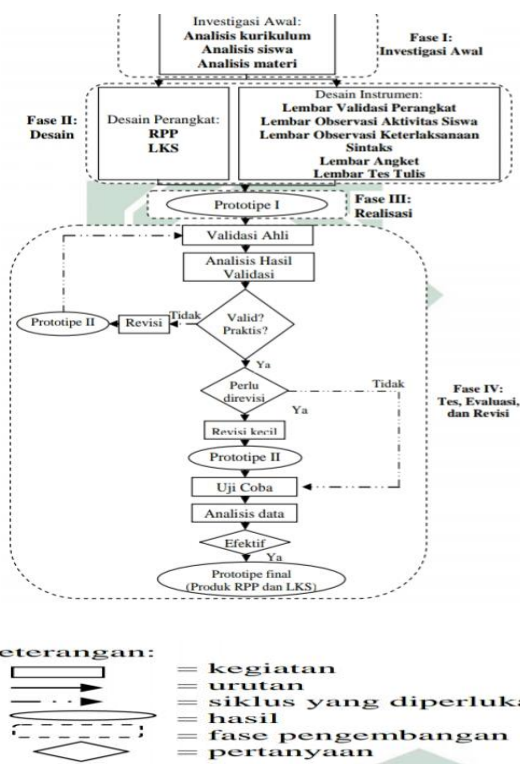 Investigasi Awal:
Analisis kurikulum
Analisis siswa
Analisis materi
Fase I:
Investigasi Awal
Fase II:
Desain
Desain Perangkat:
RPP
LKS
Desain Instrumen:
Lembar Validasi Perangkat
Lembar Observasi Aktivitas Siswa
Lembar Observasi Keterlaksanaan
Sintaks
Lembar Angket
Lembar Tes Tulis
Prototipe I
Fase III:
Realisasi
Validasi Ahli
Analisis Hasil
Validasi
Prototipe II
Revisi
Tidak
Valid?
Praktis?
Ya
Perlu
direvisi
Tidak
Ya
Fase IV:
Tes, Evaluasi,
dan Revisi
Revisi kecil
Prototipe II
Uji Coba
Analisis data
Efektif
Ya
Prototipe final
(Produk RPP dan LKS)
eterangan:
= kegiatan
= urutan
= siklus yang diperluka
= hasil
= fase pengembangan
= pertanyaan